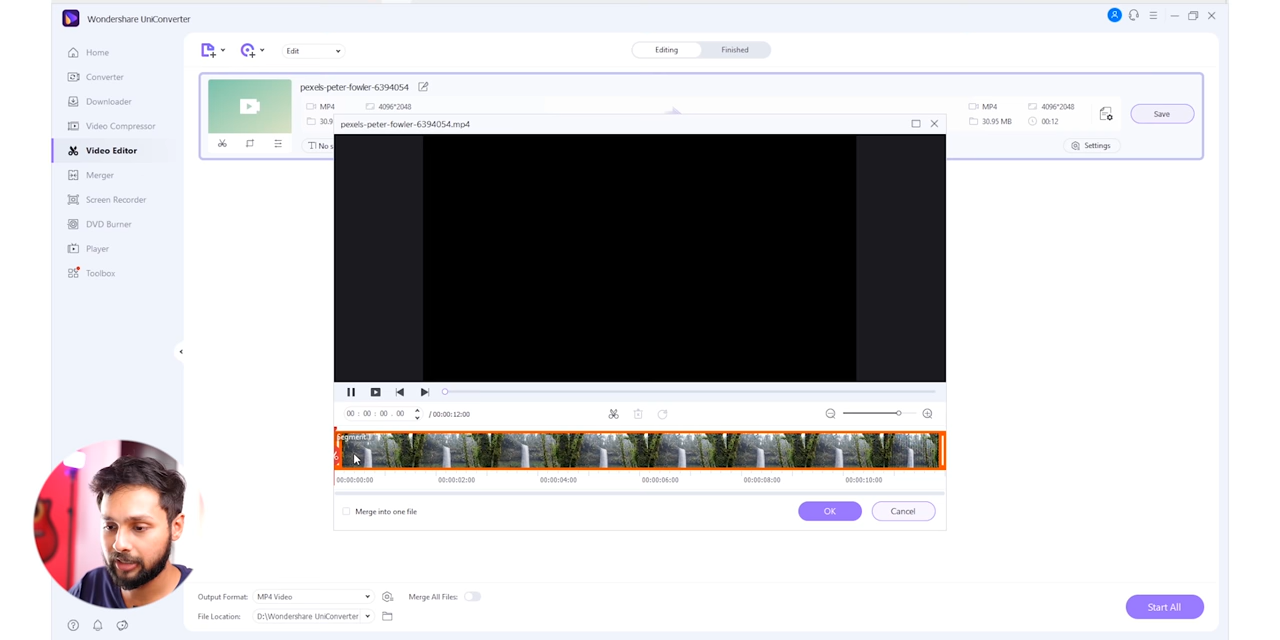 Wondershare UniConverter
Home
Converter
Downloader
Video Compressor
Video Editor
Merger
Screen Recorder
DVD Burner
Player
Toolbox
Edit
Editing
Finished
pexels-peter-fowler-6394054
MP4
4096*2048
30.9
No s
MP4
4096*2048
30.95 MB
00:12
Save
Settings
pexels-peter-fowler-6394054.mp4
00 : 00 : 00 . 00
/ 00:00:12:00
Segment 1
00:00:00:00
00:00:02:00
00:00:04:00
00:00:06:00
00:00:08:00
00:00:10:00
Merge into one file
OK
Cancel
Output Format:
MP4 Video
Merge All Files:
File Location:
D:\Wondershare UniConverter
Start All